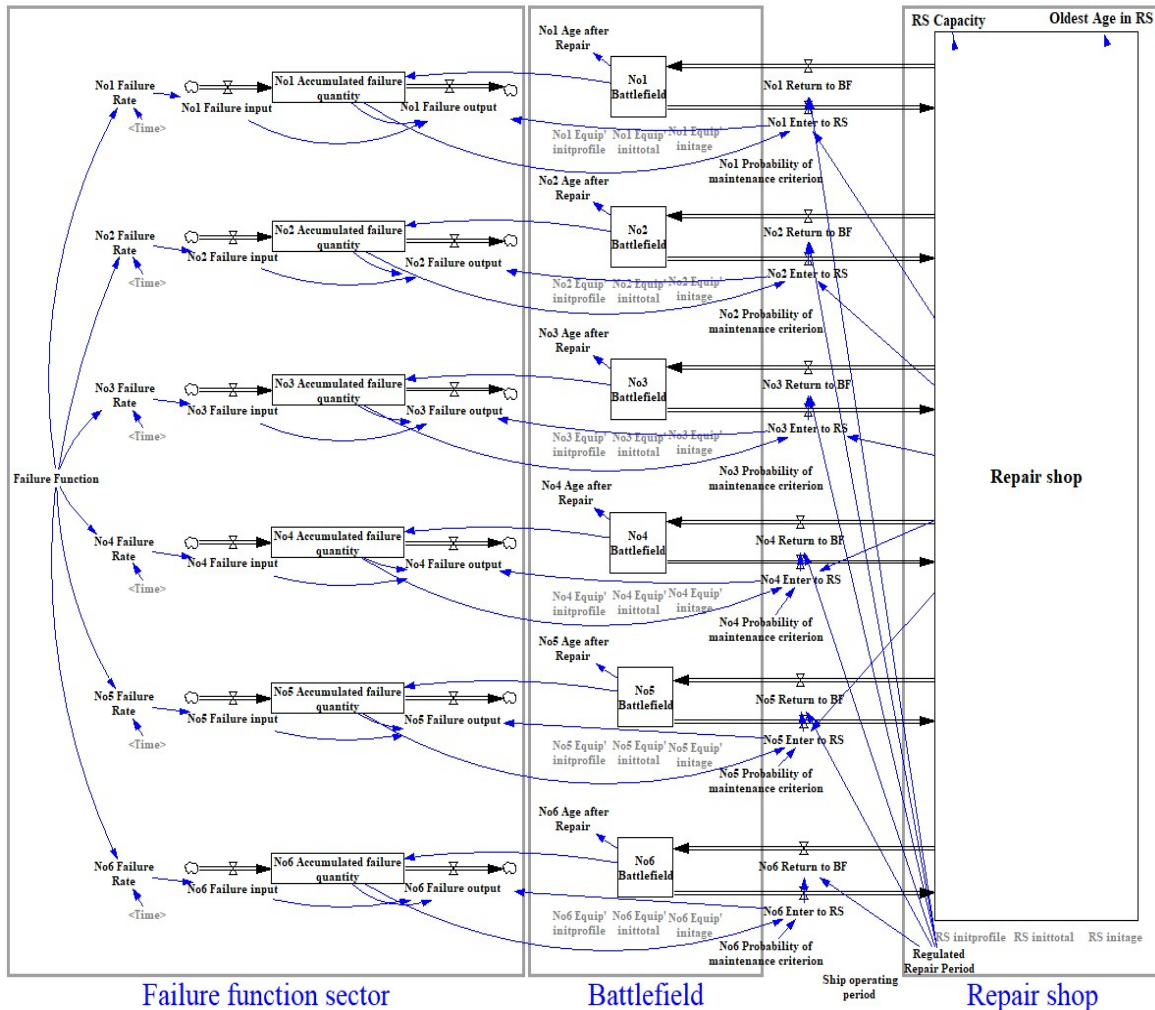 RS Capacity
Oldest Age in RS
No1 Age after
Repair
No1 Failure
Rate
<Time>
No1 Failure input
No1 Accumulated failure
quantity
No1 Failure output
No1
Battlefield
No1 Return to BF
No1 Enter to RS
No1 Equip'
initprofile
No1 Equip'
inittotal
No1 Equip'
initage
No1 Probability of
maintenance criterion
No2 Age after
Repair
No2 Failure
Rate
<Time>
No2 Failure input
No2 Accumulated failure
quantity
No2 Failure output
No2
Battlefield
No2 Return to BF
No2 Enter to RS
No2 Equip'
initprofile
No2 Equip'
inittotal
No2 Equip'
initage
No2 Probability of
maintenance criterion
No3 Age after
Repair
No3 Failure
Rate
<Time>
No3 Failure input
No3 Accumulated failure
quantity
No3 Failure output
No3
Battlefield
No3 Return to BF
No3 Enter to RS
No3 Equip'
initprofile
No3 Equip'
inittotal
No3 Equip'
initage
No3 Probability of
maintenance criterion
Failure Function
Repair shop
No4 Age after
Repair
No4 Failure
Rate
<Time>
No4 Failure input
No4 Accumulated failure
quantity
No4 Failure output
No4
Battlefield
No4 Return to BF
No4 Enter to RS
No4 Equip'
initprofile
No4 Equip'
inittotal
No4 Equip'
initage
No4 Probability of
maintenance criterion
No5 Age after
Repair
No5 Failure
Rate
<Time>
No5 Failure input
No5 Accumulated failure
quantity
No5 Failure output
No5
Battlefield
No5 Return to BF
No5 Enter to RS
No5 Equip'
initprofile
No5 Equip'
inittotal
No5 Equip'
initage
No5 Probability of
maintenance criterion
No6 Age after
Repair
No6 Failure
Rate
<Time>
No6 Failure input
No6 Accumulated failure
quantity
No6 Failure output
No6
Battlefield
No6 Return to BF
No6 Enter to RS
No6 Equip'
initprofile
No6 Equip'
inittotal
No6 Equip'
initage
No6 Probability of
maintenance criterion
RS initprofile
RS inittotal
RS initage
Regulated
Repair Period
Ship operating
period
Failure function sector
Battlefield
Repair shop